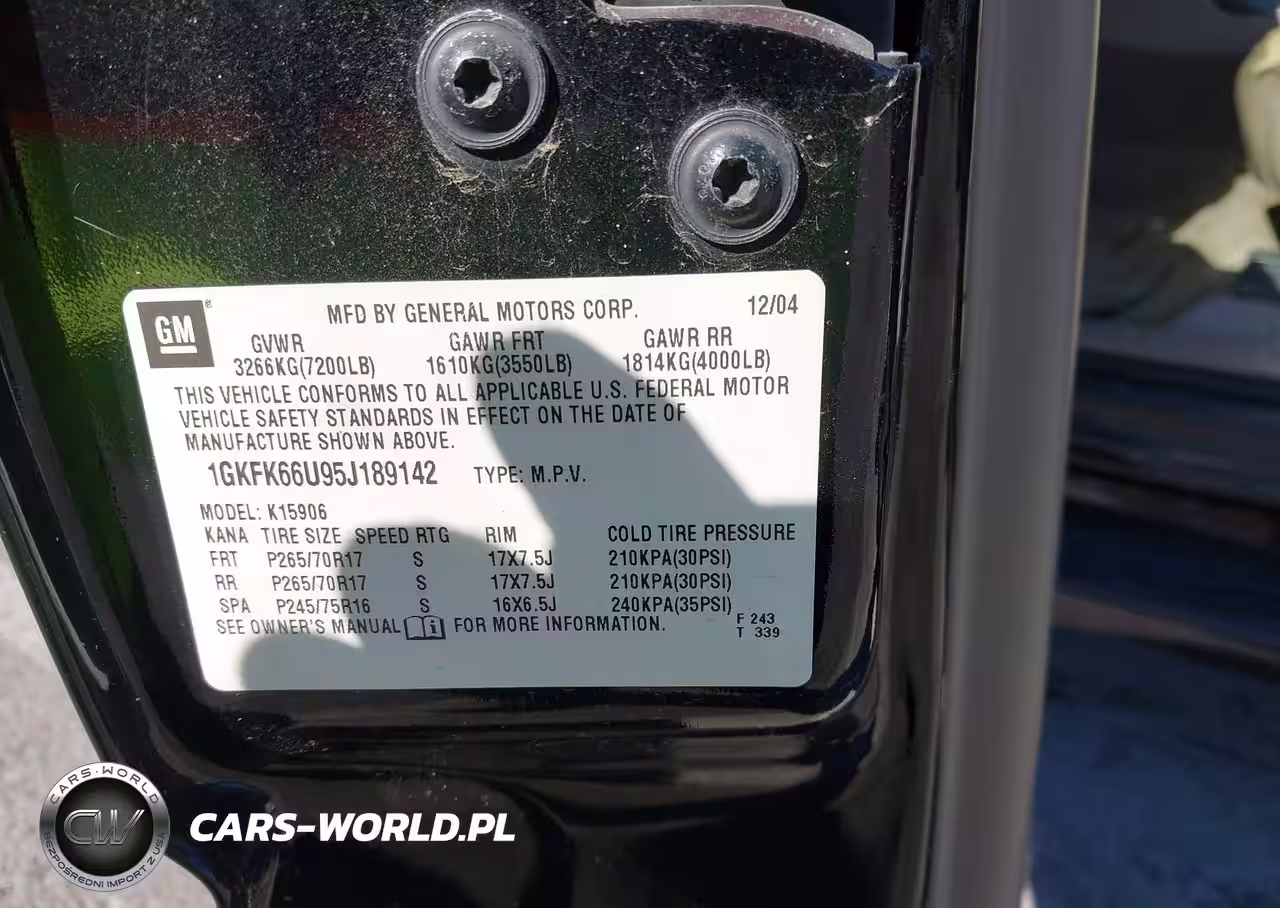 GM®
MFD BY GENERAL MOTORS CORP. 12/04
GVWR GAWR FRT GAWR RR
3266KG(7200LB) 1610KG(3550LB) 1814KG(4000LB)
THIS VEHICLE CONFORMS TO ALL APPLICABLE U.S. FEDERAL MOTOR
VEHICLE SAFETY STANDARDS IN EFFECT ON THE DATE OF
MANUFACTURE SHOWN ABOVE.
1GKFK66U95J189142 TYPE: M.P.V.
MODEL: K15906
KANA TIRE SIZE SPEED RTG RIM COLD TIRE PRESSURE
FRT P265/70R17 S 17X7.5J 210KPA(30PSI)
RR P265/70R17 S 17X7.5J 210KPA(30PSI)
SPA P245/75R16 S 16X6.5J 240KPA(35PSI)
SEE OWNER'S MANUAL i FOR MORE INFORMATION. F 243
T 339
CARS-WORLD
CW
BEZPOŚREDNI IMPORT Z USA
CARS-WORLD.PL